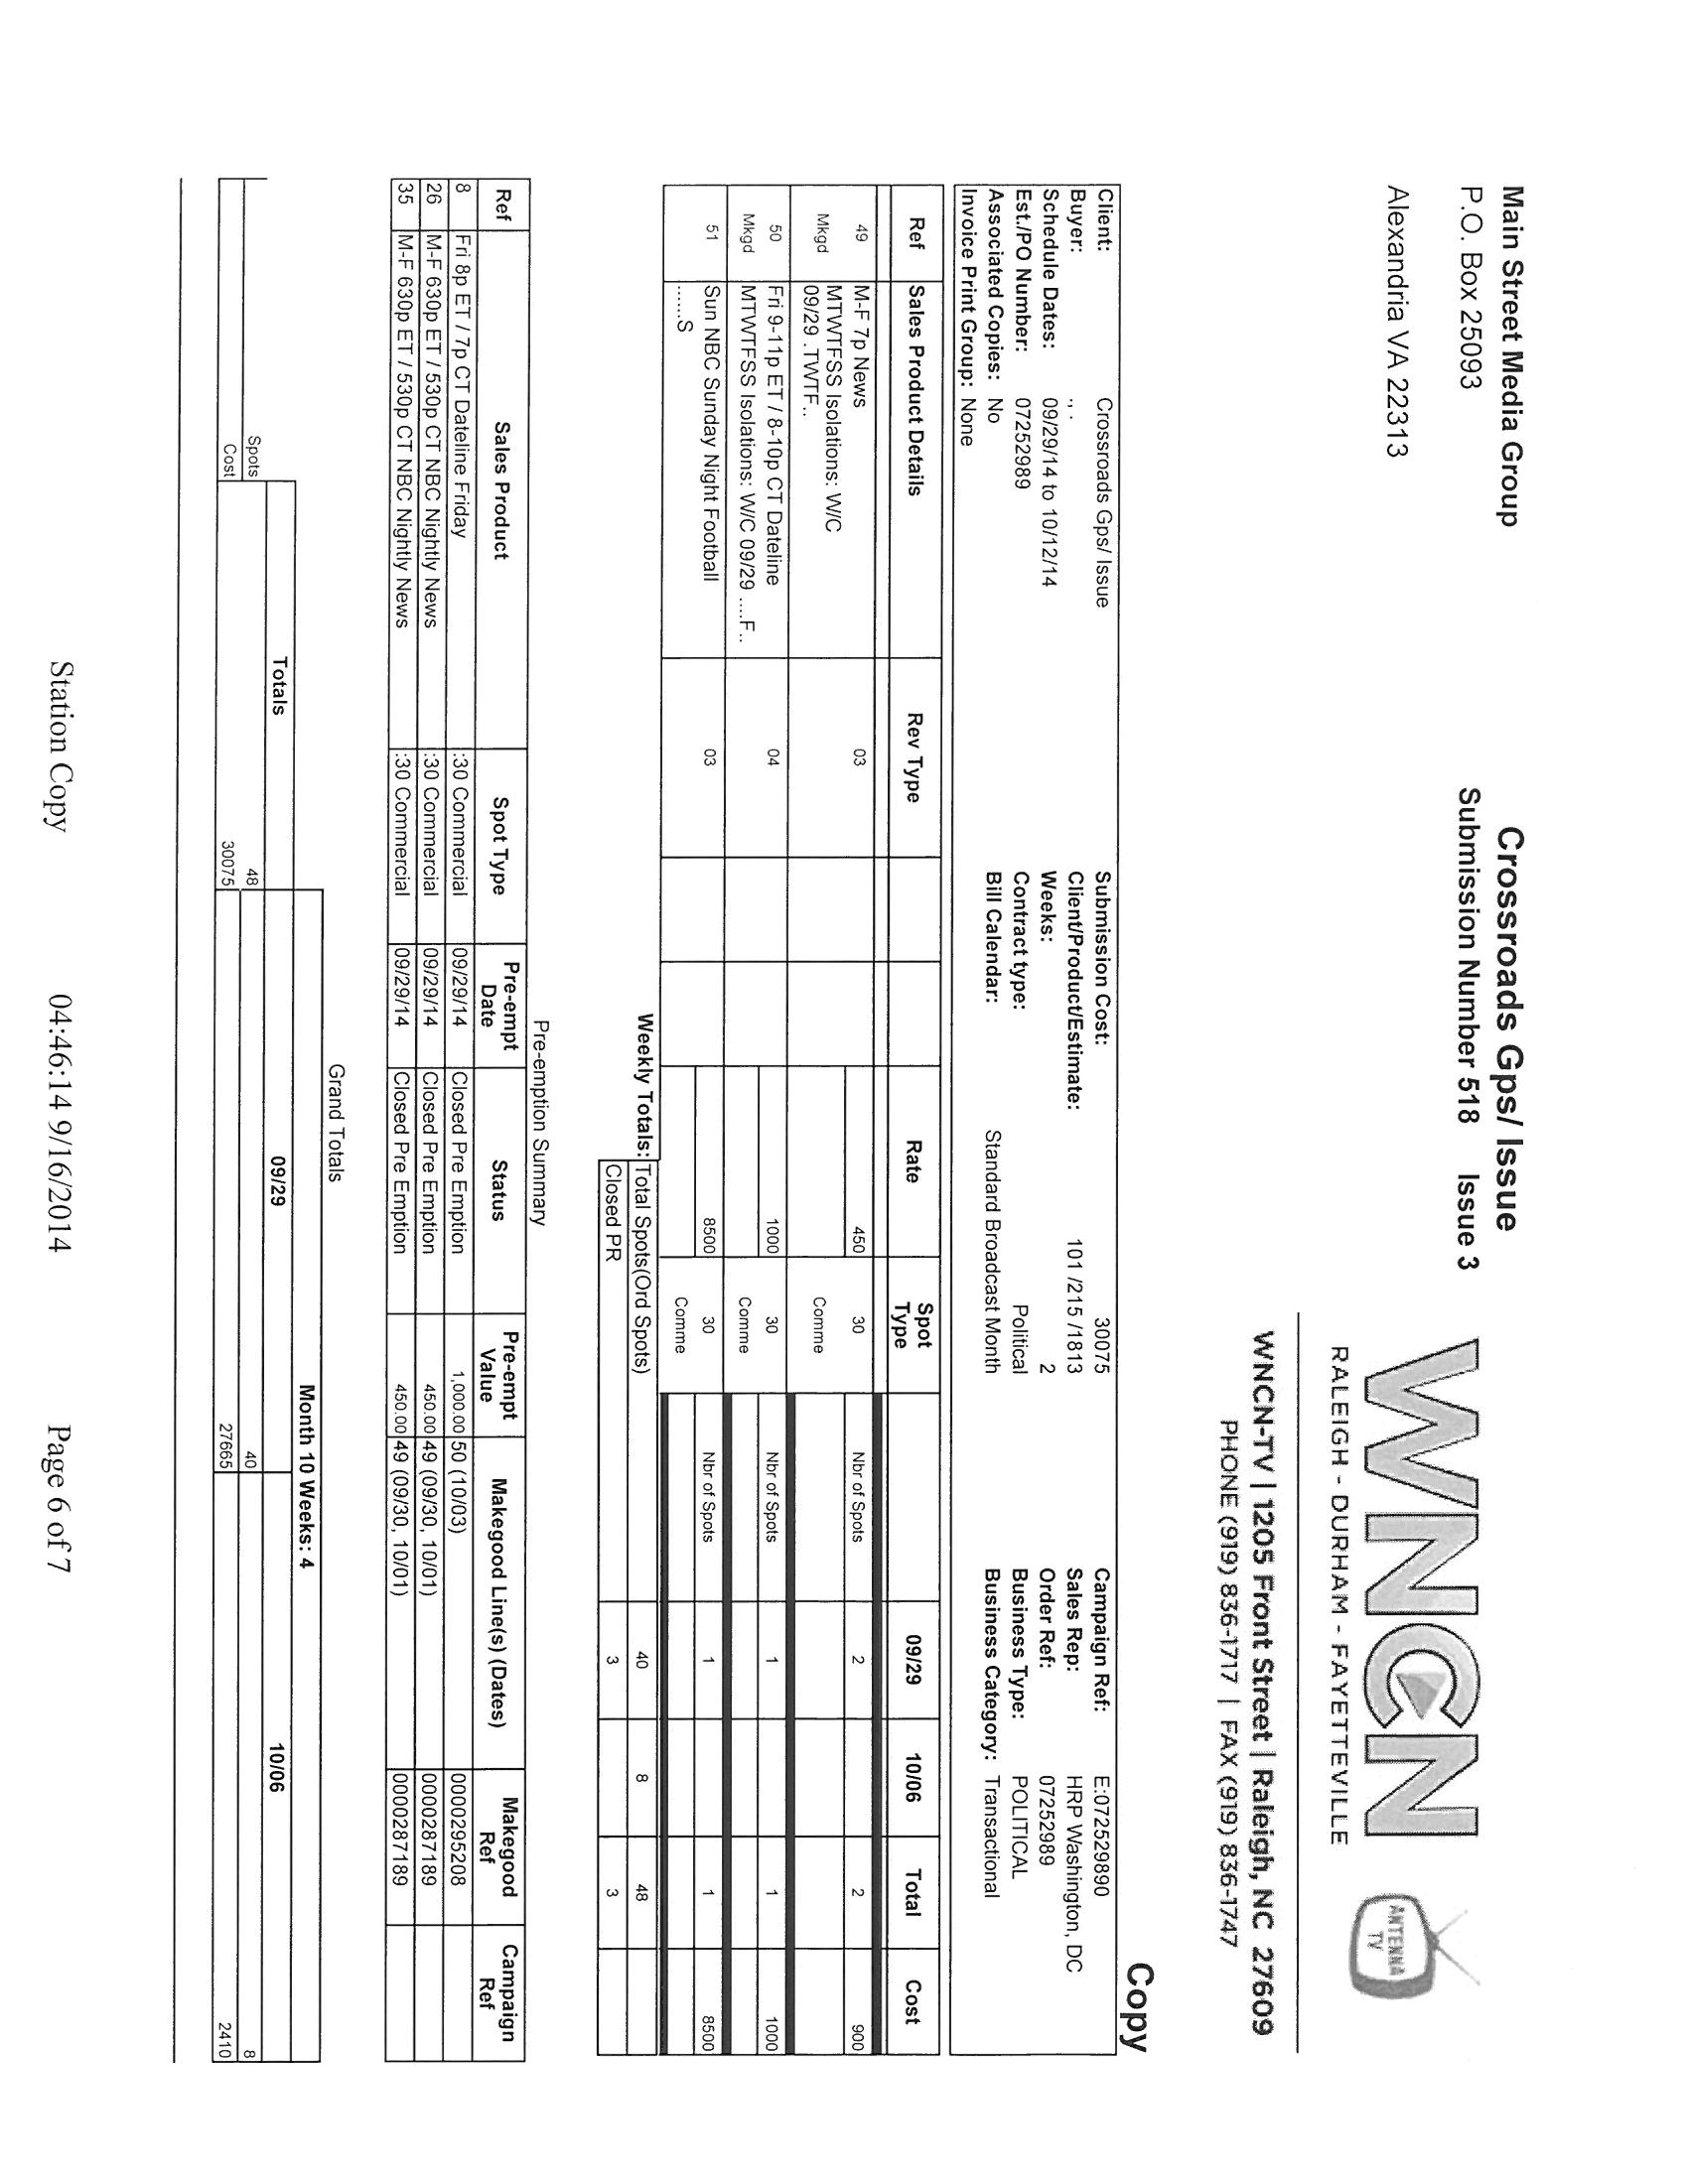 Main Street Media Group
P.O. Box 25093
Alexandria VA 22313
Crossroads Gps/ Issue
Submission Number 518 Issue 3
WNCN
RALEIGH - DURHAM - FAYETTEVILLE
ANTENNA TV
WNCN-TV | 1205 Front Street | Raleigh, NC 27609
PHONE (919) 836-1717 | FAX (919) 836-1747
Copy
Client: Crossroads Gps/ Issue Submission Cost: 30075 Campaign Ref: E:072529890
Buyer: , . Client/Product/Estimate: 101 /215 /1813 Sales Rep: HRP Washington, DC
Schedule Dates: 09/29/14 to 10/12/14 Weeks: 2 Order Ref: 07252989
Est./PO Number: 07252989 Contract type: Political Business Type: POLITICAL
Associated Copies: No Bill Calendar: Standard Broadcast Month Business Category: Transactional
Invoice Print Group: None
Ref Sales Product Details Rev Type Rate Spot Type 09/29 10/06 Total Cost
49 M-F 7p News 03 450 30 Nbr of Spots 2 2 900
Mkgd MTWTFSS Isolations: W/C Comme
09/29 .TWTF..
50 Fri 9-11p ET / 8-10p CT Dateline 04 1000 30 Nbr of Spots 1 1 1000
Mkgd MTWTFSS Isolations: W/C 09/29 ....F.. Comme
51 Sun NBC Sunday Night Football 03 8500 30 Nbr of Spots 1 1 8500
......S Comme
Weekly Totals: Total Spots(Ord Spots) 40 8 48
Closed PR 3 3
Pre-emption Summary
Ref Sales Product Spot Type Pre-empt Date Status Pre-empt Value Makegood Line(s) (Dates) Makegood Ref Campaign Ref
8 Fri 8p ET / 7p CT Dateline Friday :30 Commercial 09/29/14 Closed Pre Emption 1,000.00 50 (10/03) 0000295208
26 M-F 630p ET / 530p CT NBC Nightly News :30 Commercial 09/29/14 Closed Pre Emption 450.00 49 (09/30, 10/01) 0000287189
35 M-F 630p ET / 530p CT NBC Nightly News :30 Commercial 09/29/14 Closed Pre Emption 450.00 49 (09/30, 10/01) 0000287189
Grand Totals
Month 10 Weeks: 4
Totals 09/29 10/06
Spots 48 40 8
Cost 30075 27665 2410
Station Copy 04:46:14 9/16/2014 Page 6 of 7